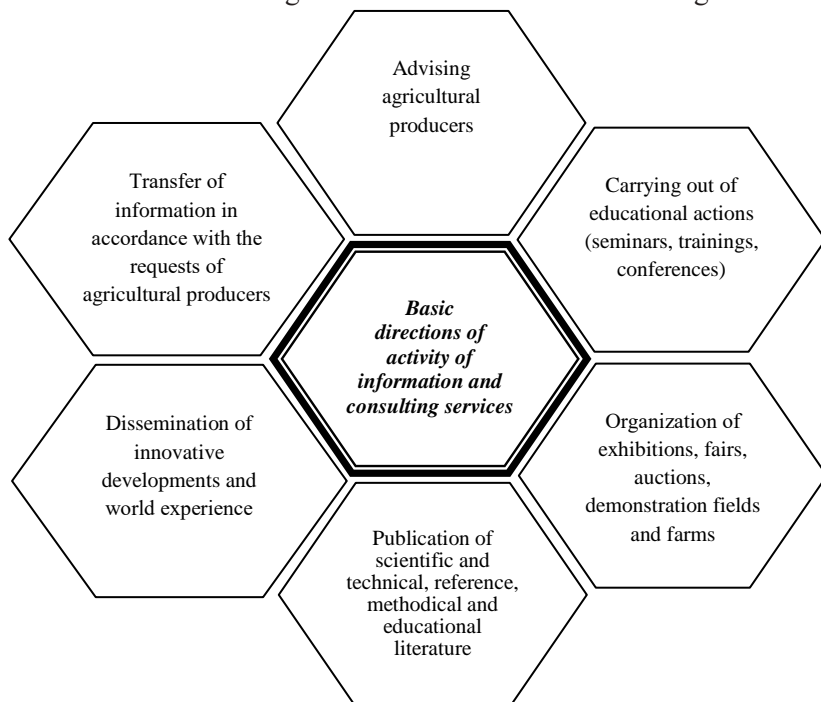 Advising
agricultural
producers
Transfer of
information in
accordance with the
requests of
agricultural producers
Carrying out of
educational actions
(seminars, trainings,
conferences)
Basic
directions of
activity of
information and
consulting services
Dissemination of
innovative
developments and
world experience
Organization of
exhibitions, fairs,
auctions,
demonstration fields
and farms
Publication of
scientific and
technical, reference,
methodical and
educational
literature